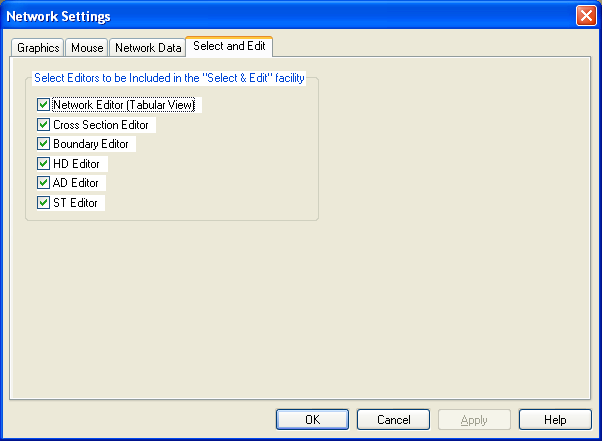 Network Settings
Graphics Mouse Network Data Select and Edit
Select Editors to be Included in the "Select & Edit" facility
Network Editor (Tabular View)
Cross Section Editor
Boundary Editor
HD Editor
AD Editor
ST Editor
OK Cancel Apply Help